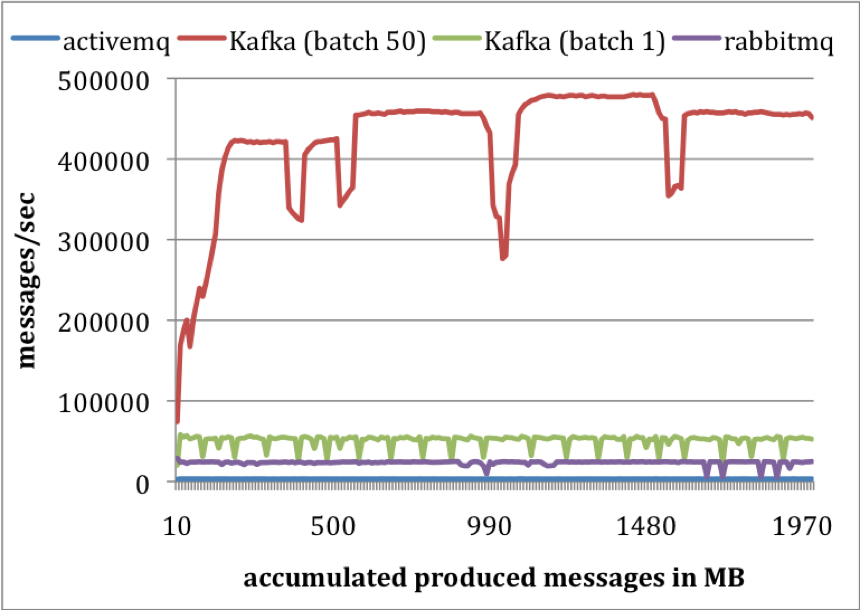 activemq Kafka (batch 50) Kafka (batch 1) rabbitmq
500000
400000
300000
200000
100000
0
messages/sec
10 500 990 1480 1970
accumulated produced messages in MB